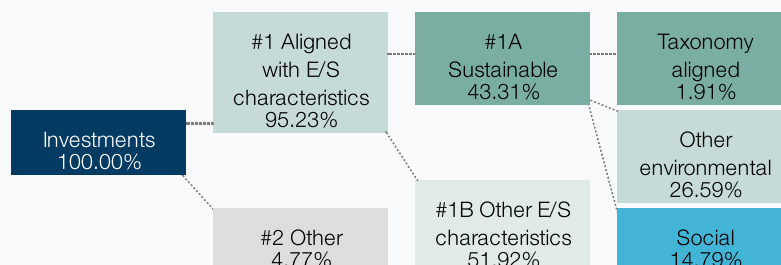 #1 Aligned
with E/S
characteristics
95.23%
#1A
Sustainable
43.31%
Taxonomy
aligned
1.91%
Investments
100.00%
Other
environmental
26.59%
#1B Other E/S
characteristics
51.92%
#2 Other
4.77%
Social
14.79%